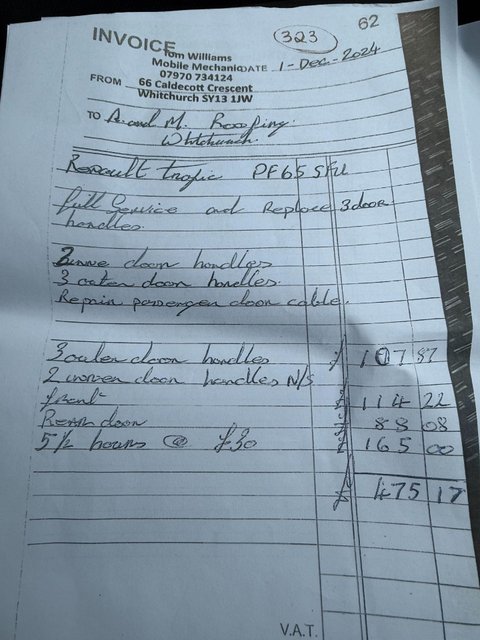 62
323
INVOICE
Tom Williams
Mobile Mechanic
DATE 1-Dec-2024
07970 734124
FROM 66 Caldecott Crescent
Whitchurch SY13 1JW
TO A and M. Roofing.
Whitchurch.
Renault trafic PF65 SFU
full Service and Replace 3 door
handles.
2 inner door handles
3 outer door handles.
Repair passenger door cable.
3 outer door handles £ 107 87
2 inner door handles N/S
front £ 114 22
Rear door £ 88 08
5½ hours @ £30 £ 165 00
£ 475 17
V.A.T.